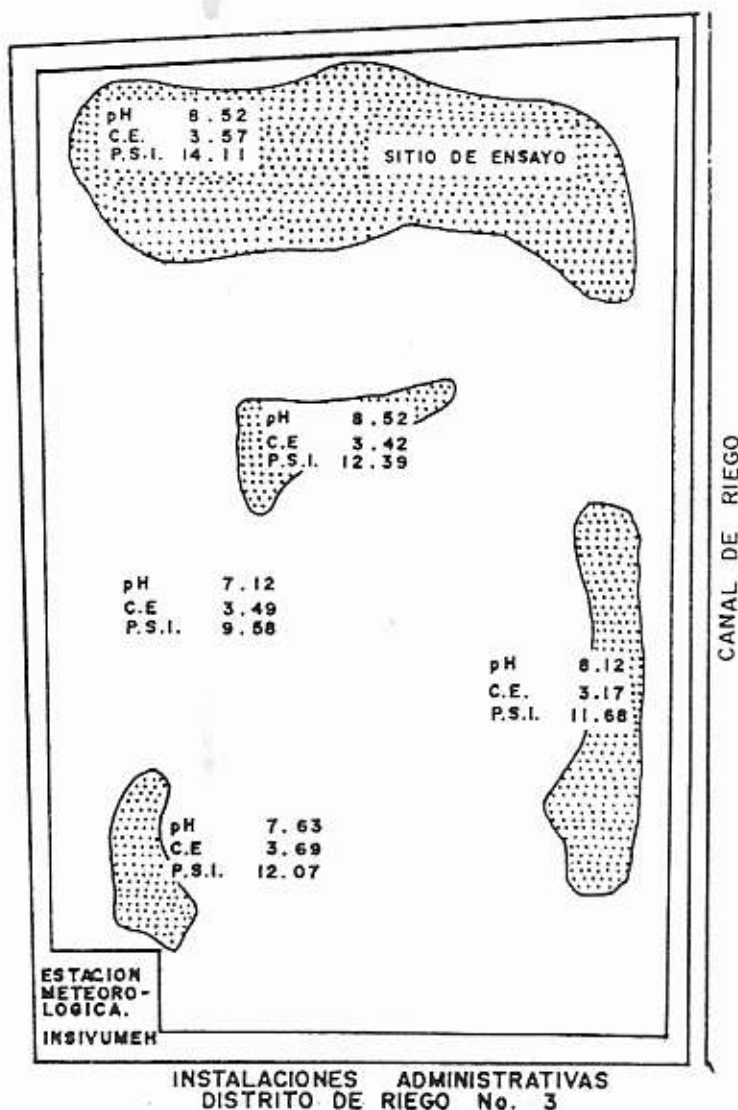 pH 8.52
C.E. 3.57
P.S.I. 14.11
SITIO DE ENSAYO
pH 8.52
C.E 3.42
P.S.I. 12.39
CANAL DE RIEGO
pH 7.12
C.E 3.49
P.S.I. 9.58
pH 8.12
C.E. 3.17
P.S.I. 11.68
pH 7.63
C.E 3.69
P.S.I. 12.07
ESTACION
METEORO-
LOGICA.
INSIVUMEH
INSTALACIONES ADMINISTRATIVAS
DISTRITO DE RIEGO No. 3